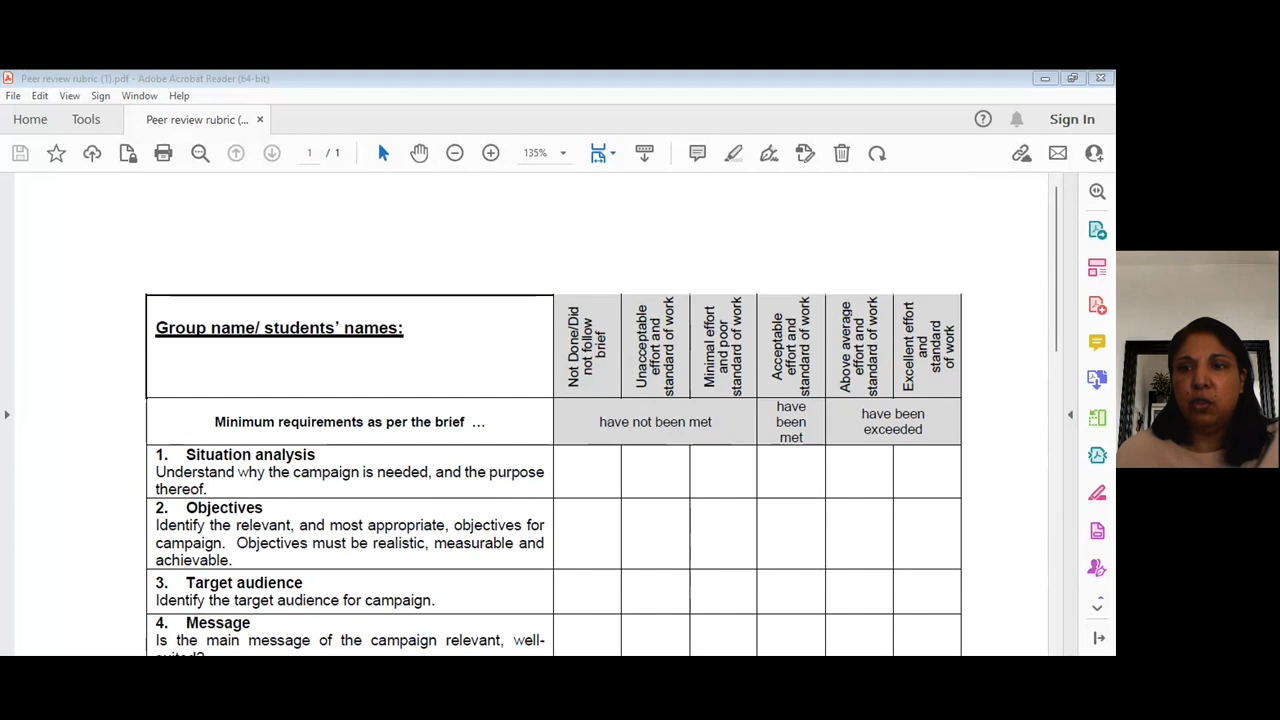 Peer review rubric (1).pdf - Adobe Acrobat Reader (64-bit)
File Edit View Sign Window Help
Home Tools Peer review rubric (... × Sign In
1 / 1 135%
Group name/ students' names:
Not Done/Did
not follow
brief
Unacceptable
effort and
standard of work
Minimal effort
and poor
standard of work
Acceptable
effort and
standard of work
Above average
effort and
standard of work
Excellent effort
and
standard
of work
Minimum requirements as per the brief …
have not been met
have
been
met
have been
exceeded
1. Situation analysis
Understand why the campaign is needed, and the purpose
thereof.
2. Objectives
Identify the relevant, and most appropriate, objectives for
campaign. Objectives must be realistic, measurable and
achievable.
3. Target audience
Identify the target audience for campaign.
4. Message
Is the main message of the campaign relevant, well-
suited?